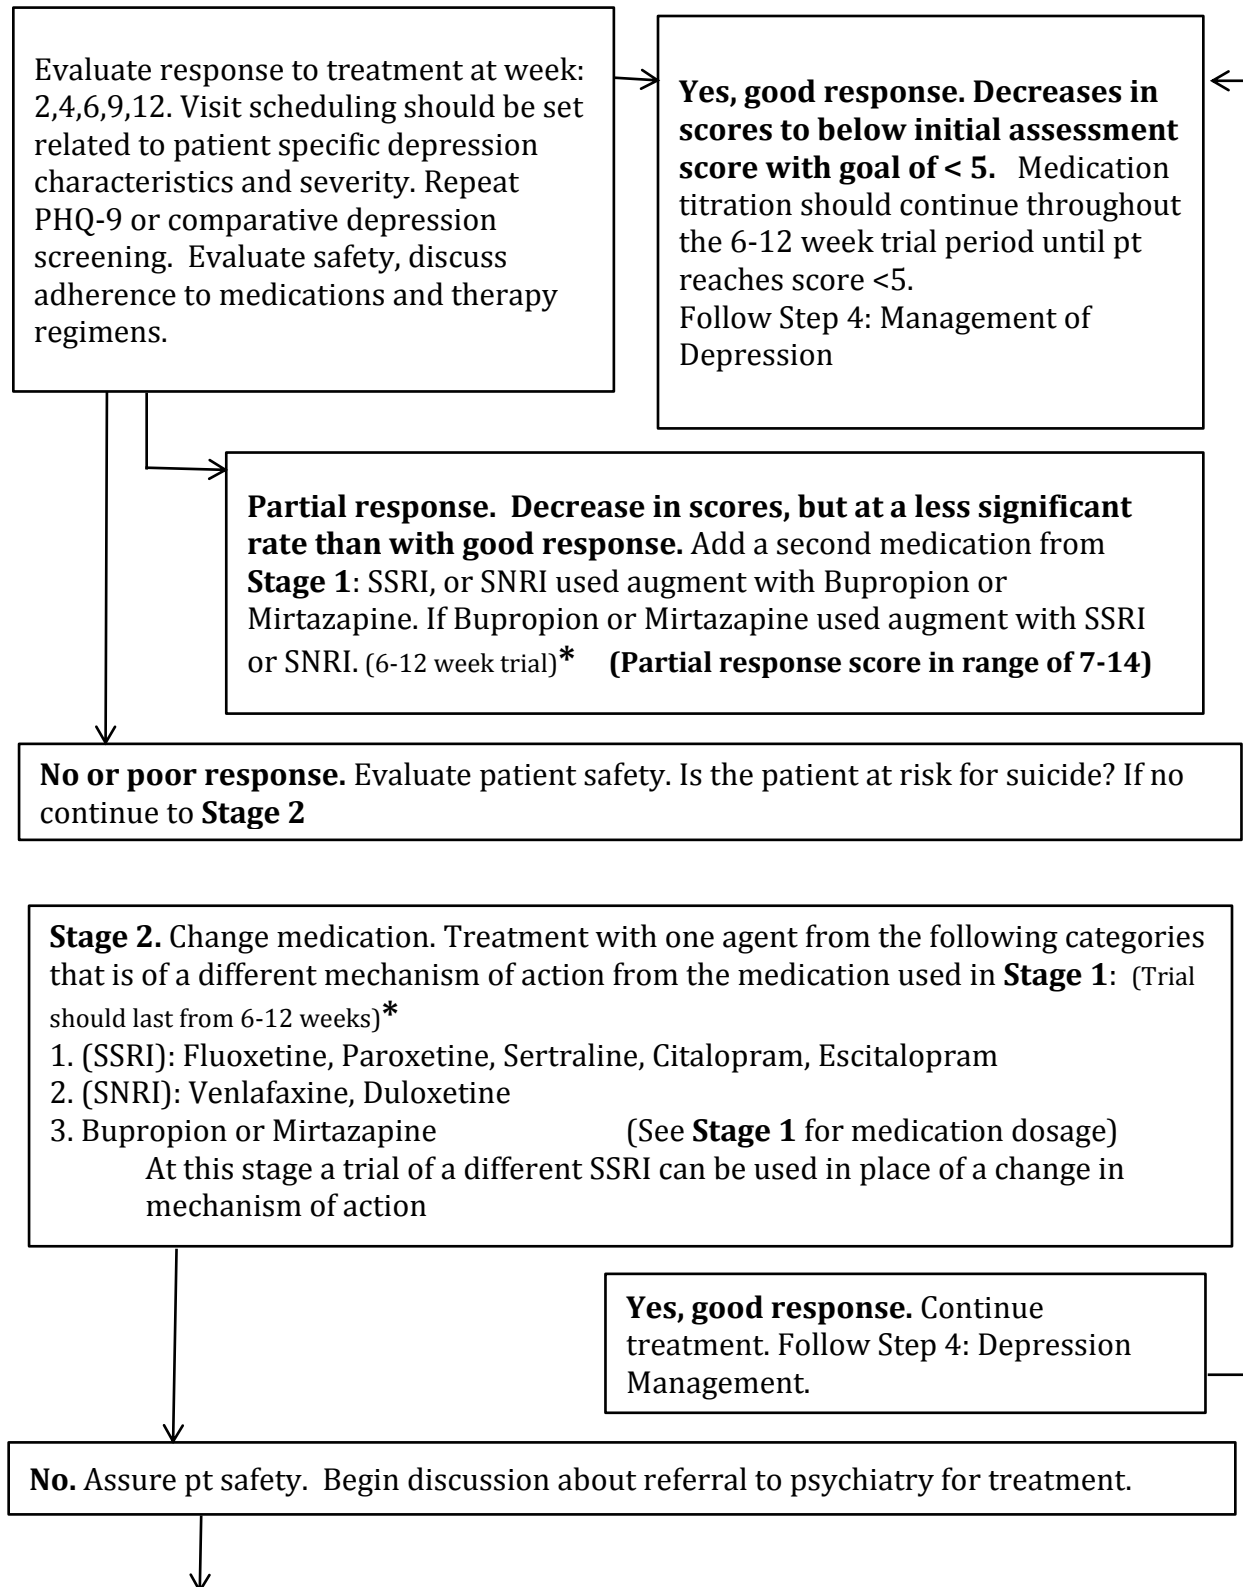 Evaluate response to treatment at week:
2,4,6,9,12. Visit scheduling should be set
related to patient specific depression
characteristics and severity. Repeat
PHQ-9 or comparative depression
screening.  Evaluate safety, discuss
adherence to medications and therapy
regimens.
Yes, good response. Decreases in
scores to below initial assessment
score with goal of < 5.   Medication
titration should continue throughout
the 6-12 week trial period until pt
reaches score <5.
Follow Step 4: Management of
Depression
Partial response.  Decrease in scores, but at a less significant
rate than with good response. Add a second medication from
Stage 1: SSRI, or SNRI used augment with Bupropion or
Mirtazapine. If Bupropion or Mirtazapine used augment with SSRI
or SNRI. (6-12 week trial)*    (Partial response score in range of 7-14)
No or poor response. Evaluate patient safety. Is the patient at risk for suicide? If no
continue to Stage 2
Stage 2. Change medication. Treatment with one agent from the following categories
that is of a different mechanism of action from the medication used in Stage 1:  (Trial
should last from 6-12 weeks)*
1. (SSRI): Fluoxetine, Paroxetine, Sertraline, Citalopram, Escitalopram
2. (SNRI): Venlafaxine, Duloxetine
3. Bupropion or Mirtazapine (See Stage 1 for medication dosage)
At this stage a trial of a different SSRI can be used in place of a change in
mechanism of action
Yes, good response. Continue
treatment. Follow Step 4: Depression
Management.
No. Assure pt safety.  Begin discussion about referral to psychiatry for treatment.